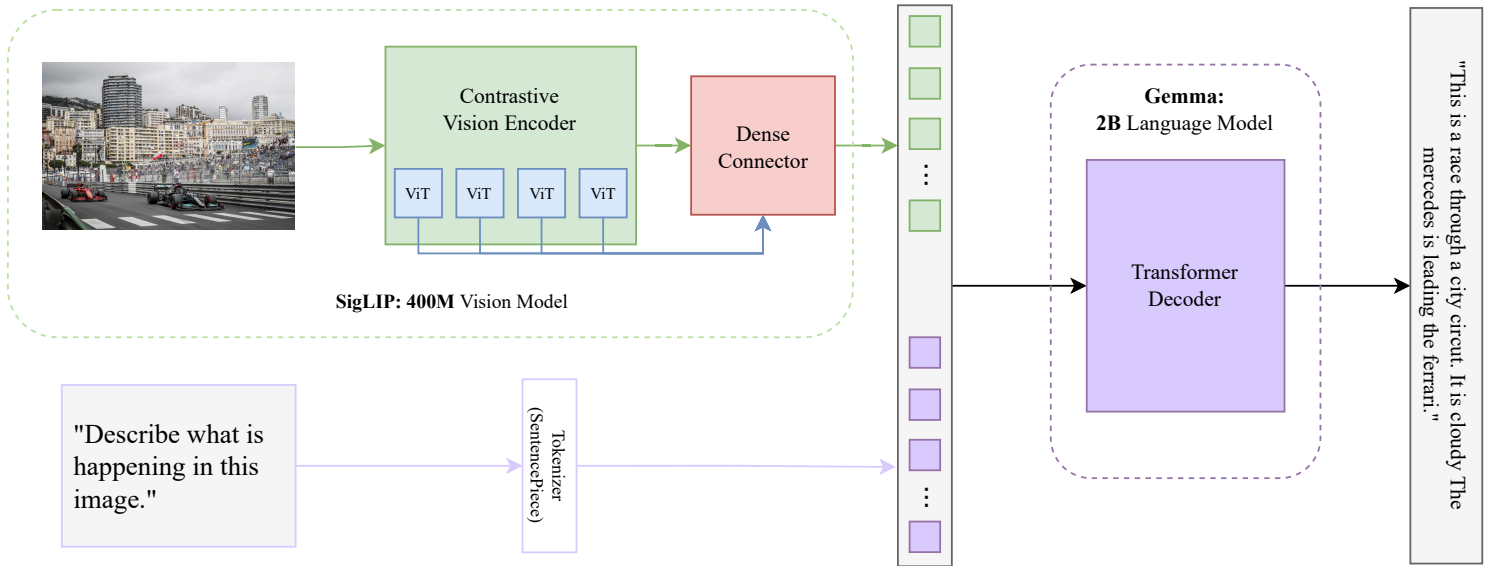 Contrastive
Vision Encoder
ViT
ViT
ViT
ViT
Dense
Connector
SigLIP: 400M Vision Model
"Describe what is
happening in this
image."
Tokenizer
(SentencePiece)
Gemma:
2B Language Model
Transformer
Decoder
"This is a race through a city circut. It is cloudy The
mercedes is leading the ferrari."